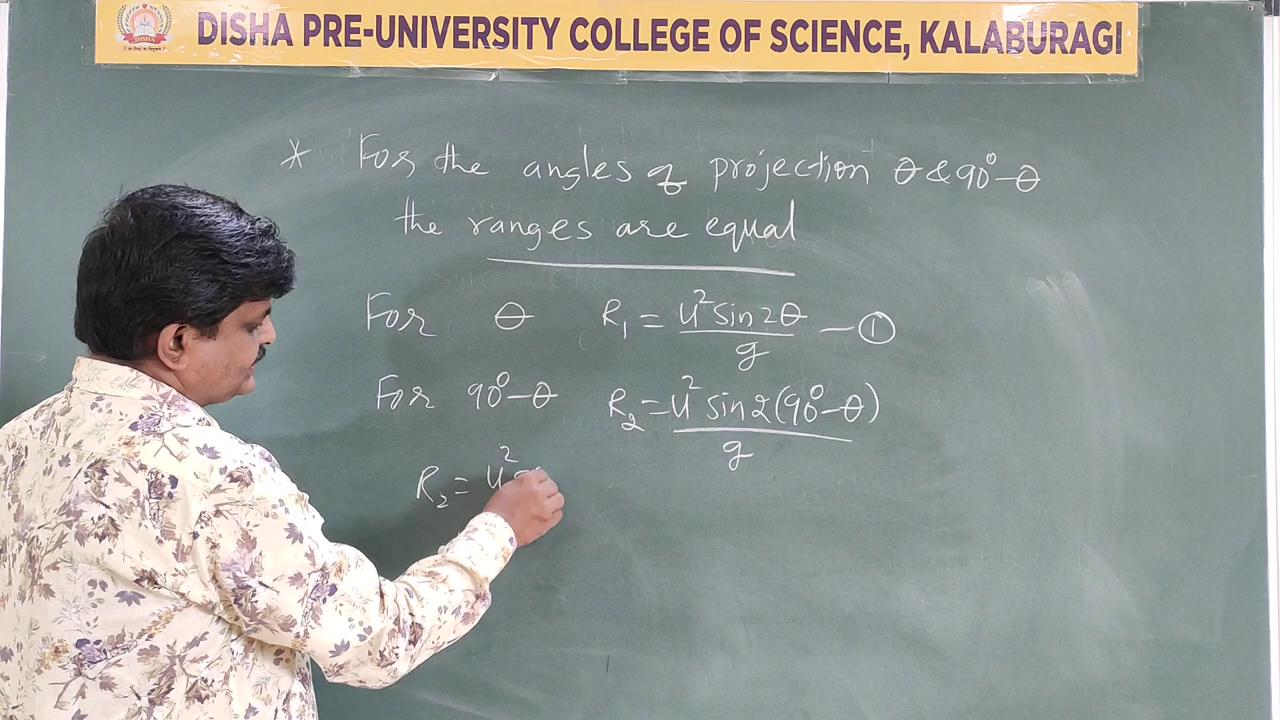 DISHA PRE-UNIVERSITY COLLEGE OF SCIENCE, KALABURAGI
DISHA
* For the angles of projection θ & 90°-θ
the ranges are equal
For θ R₁ = u² sin 2θ / g — ①
For 90°-θ R₂ = u² sin 2(90°-θ) / g
R₂ = u²